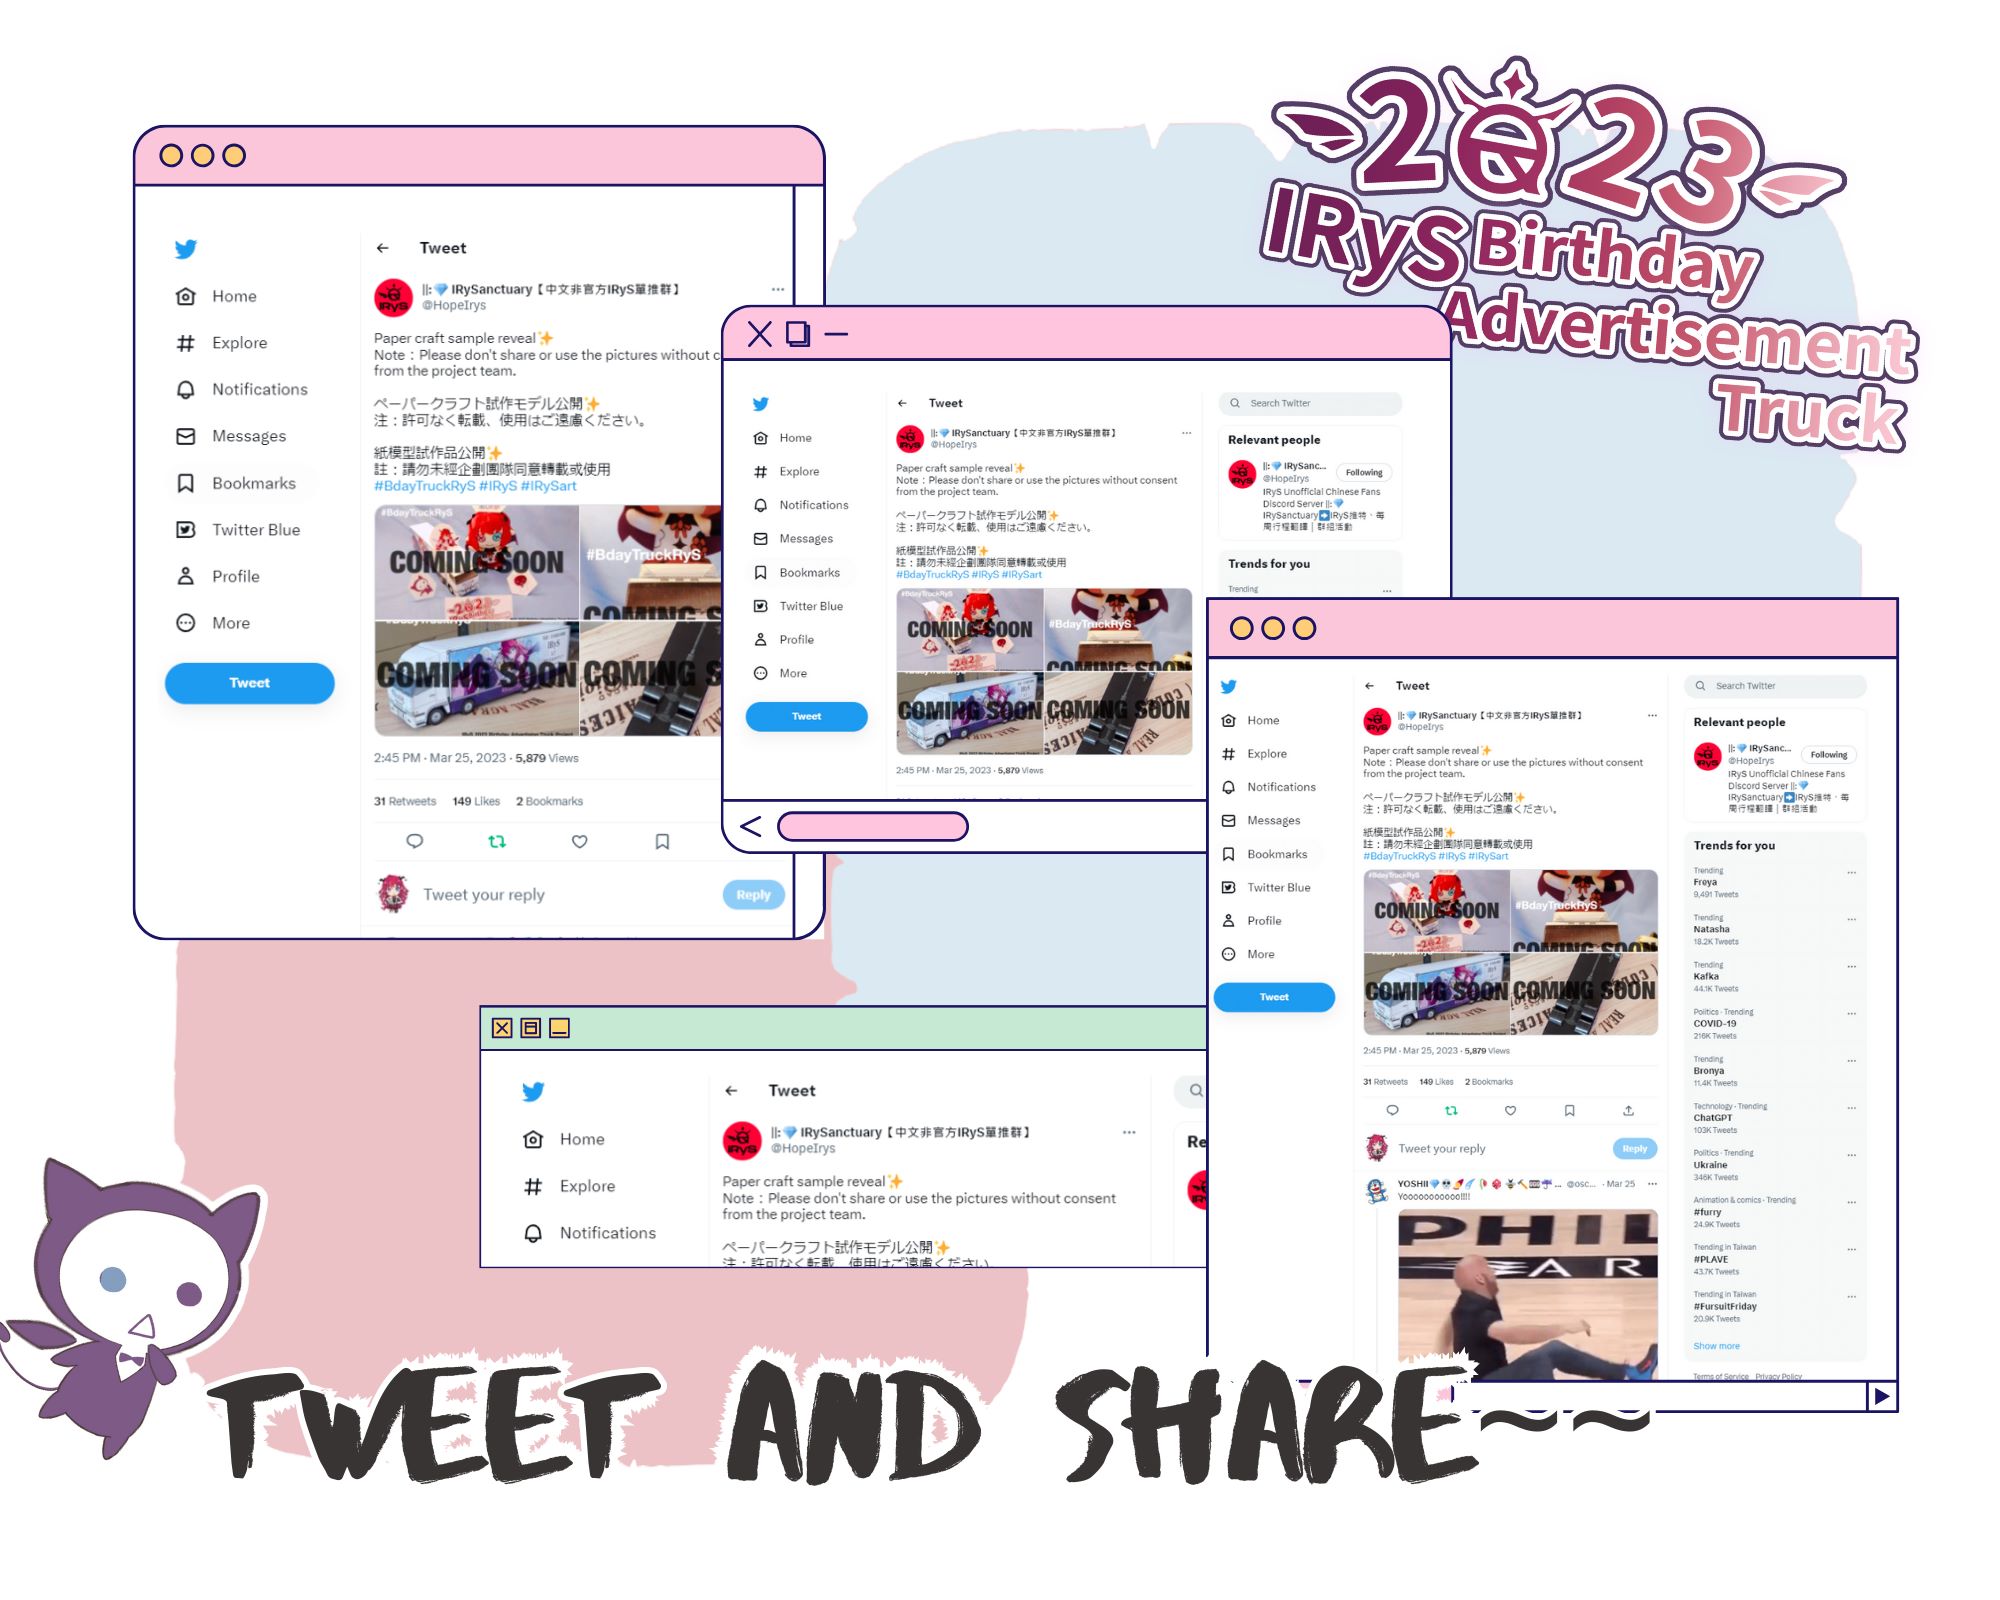 2023
IRyS Birthday
Advertisement
Truck
Tweet
IRySanctuary【中文非官方IRyS單推群】
@HopeIrys
Home
Explore
Notifications
Messages
Bookmarks
Twitter Blue
Profile
More
Tweet
Paper craft sample reveal✨
Note：Please don't share or use the pictures without c
from the project team.
ペーパークラフト試作モデル公開✨
注：許可なく転載、使用はご遠慮ください。
紙模型試作品公開✨
註：請勿未經企劃團隊同意轉載或使用
#BdayTruckRyS #IRyS #IRySart
#BdayTruckRyS
COMING SOON
#BdayTruckRyS
COMING S
COMING SOON
COMING S
2:45 PM · Mar 25, 2023 · 5,879 Views
31 Retweets 149 Likes 2 Bookmarks
Tweet your reply
Reply
Tweet
IRySanctuary【中文非官方IRyS單推群】
@HopeIrys
Home
Explore
Notifications
Messages
Bookmarks
Twitter Blue
Profile
More
Tweet
Paper craft sample reveal✨
Note：Please don't share or use the pictures without consent
from the project team.
ペーパークラフト試作モデル公開✨
注：許可なく転載、使用はご遠慮ください。
紙模型試作品公開✨
註：請勿未經企劃團隊同意轉載或使用
#BdayTruckRyS #IRyS #IRySart
#BdayTruckRyS
COMING SOON
#BdayTruckRyS
COMING SOON
COMING SOON
COMING SOON
2:45 PM · Mar 25, 2023 · 5,879 Views
Search Twitter
Relevant people
IRySanc...
Following
@HopeIrys
IRyS Unofficial Chinese Fans
Discord Server
IRySanctuary➡IRyS推特、每
周行程翻譯｜群組活動
Trends for you
Trending
Tweet
IRySanctuary【中文非官方IRyS單推群】
@HopeIrys
Home
Explore
Notifications
Paper craft sample reveal✨
Note：Please don't share or use the pictures without consent
from the project team.
ペーパークラフト試作モデル公開✨
注：許可なく転載、使用はご遠慮ください。
Re
Tweet
IRySanctuary【中文非官方IRyS單推群】
@HopeIrys
Home
Explore
Notifications
Messages
Bookmarks
Twitter Blue
Profile
More
Tweet
Paper craft sample reveal✨
Note：Please don't share or use the pictures without consent
from the project team.
ペーパークラフト試作モデル公開✨
注：許可なく転載、使用はご遠慮ください。
紙模型試作品公開✨
註：請勿未經企劃團隊同意轉載或使用
#BdayTruckRyS #IRyS #IRySart
#BdayTruckRyS
COMING SOON
#BdayTruckRyS
COMING SOON
COMING SOON
COMING SOON
2:45 PM · Mar 25, 2023 · 5,879 Views
31 Retweets 149 Likes 2 Bookmarks
Tweet your reply
Reply
YOSHII ... @osc... · Mar 25
Yooooooooooo!!!!
PHIL
AR
Search Twitter
Relevant people
IRySanc...
Following
@HopeIrys
IRyS Unofficial Chinese Fans
Discord Server
IRySanctuary➡IRyS推特、每
周行程翻譯｜群組活動
Trends for you
Trending
Freya
9,491 Tweets
Trending
Natasha
18.2K Tweets
Trending
Kafka
44.1K Tweets
Politics · Trending
COVID-19
216K Tweets
Trending
Bronya
11.4K Tweets
Technology · Trending
ChatGPT
103K Tweets
Politics · Trending
Ukraine
346K Tweets
Animation & comics · Trending
#furry
24.9K Tweets
Trending in Taiwan
#PLAVE
43.7K Tweets
Trending in Taiwan
#FursuitFriday
20.9K Tweets
Show more
Terms of Service Privacy Policy
TWEET AND SHARE~~